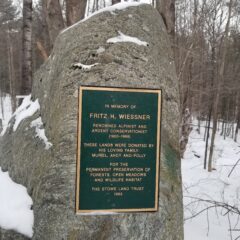 IN MEMORY OF
FRITZ H. WIESSNER
RENOWNED ALPINIST AND
ARDENT CONSERVATIONIST
(1900-1988)
THESE LANDS WERE DONATED BY
HIS LOVING FAMILY
MURIEL, ANDY AND POLLY
FOR THE
PERMANENT PRESERVATION OF
FORESTS, OPEN MEADOWS
AND WILDLIFE HABITAT
THE STOWE LAND TRUST